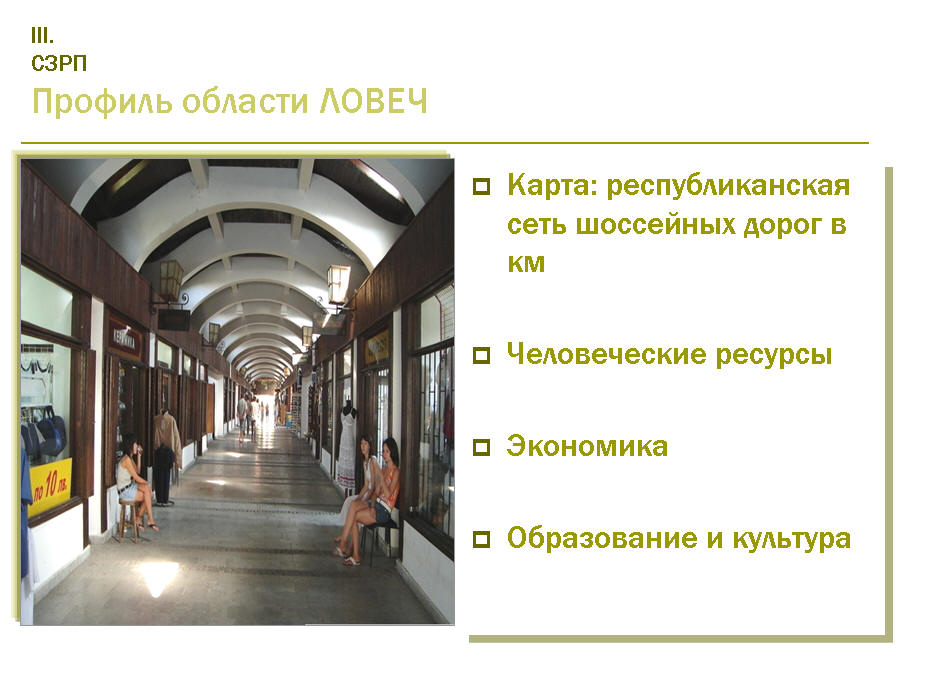 III.
СЗРП
Профиль области ЛОВЕЧ
Карта: республиканская
сеть шоссейных дорог в
км
Человеческие ресурсы
Экономика
Образование и культура
по 10 лв.